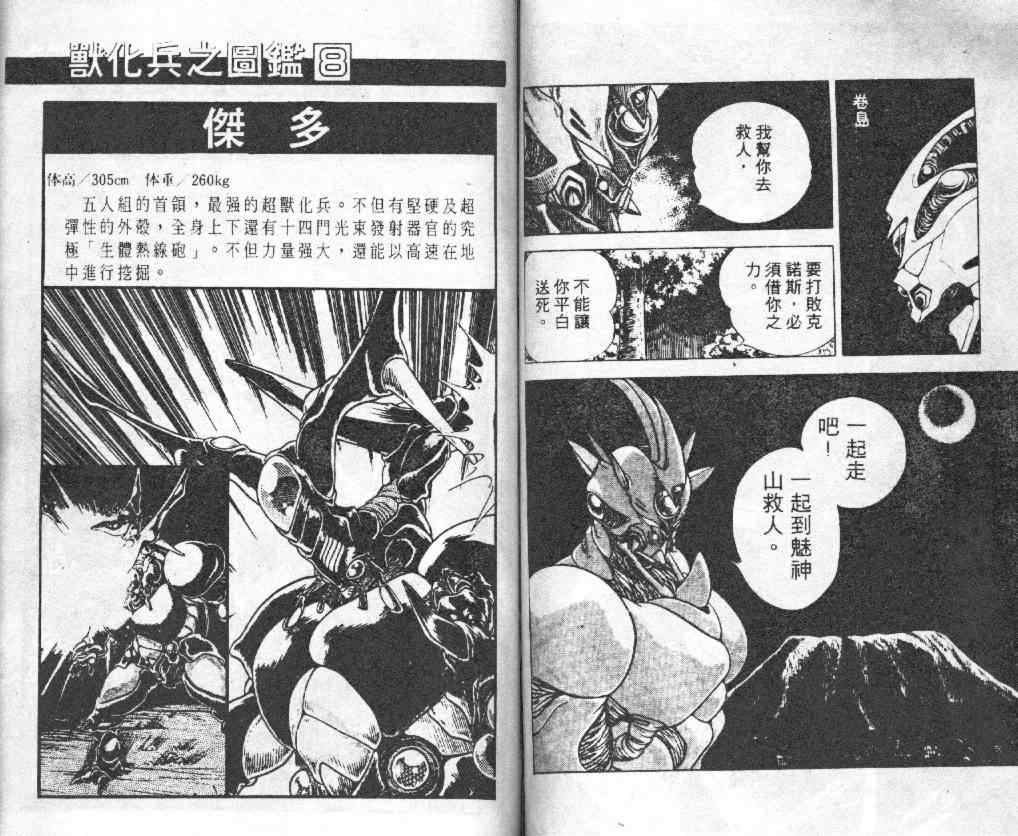 獸化兵之圖鑑8
傑多
体高／305cm 体重／260kg
五人組的首領，最强的超獸化兵。不但有堅硬及超
彈性的外殼，全身上下還有十四門光束發射器官的究
極「生體熱線砲」。不但力量强大，還能以高速在地
中進行挖掘。
卷島
我幫你去
救人，
要打敗克
諾斯，必
須借你之
力。
不能讓
你平白
送死。
一起走
吧！
一起到魅神
山救人。